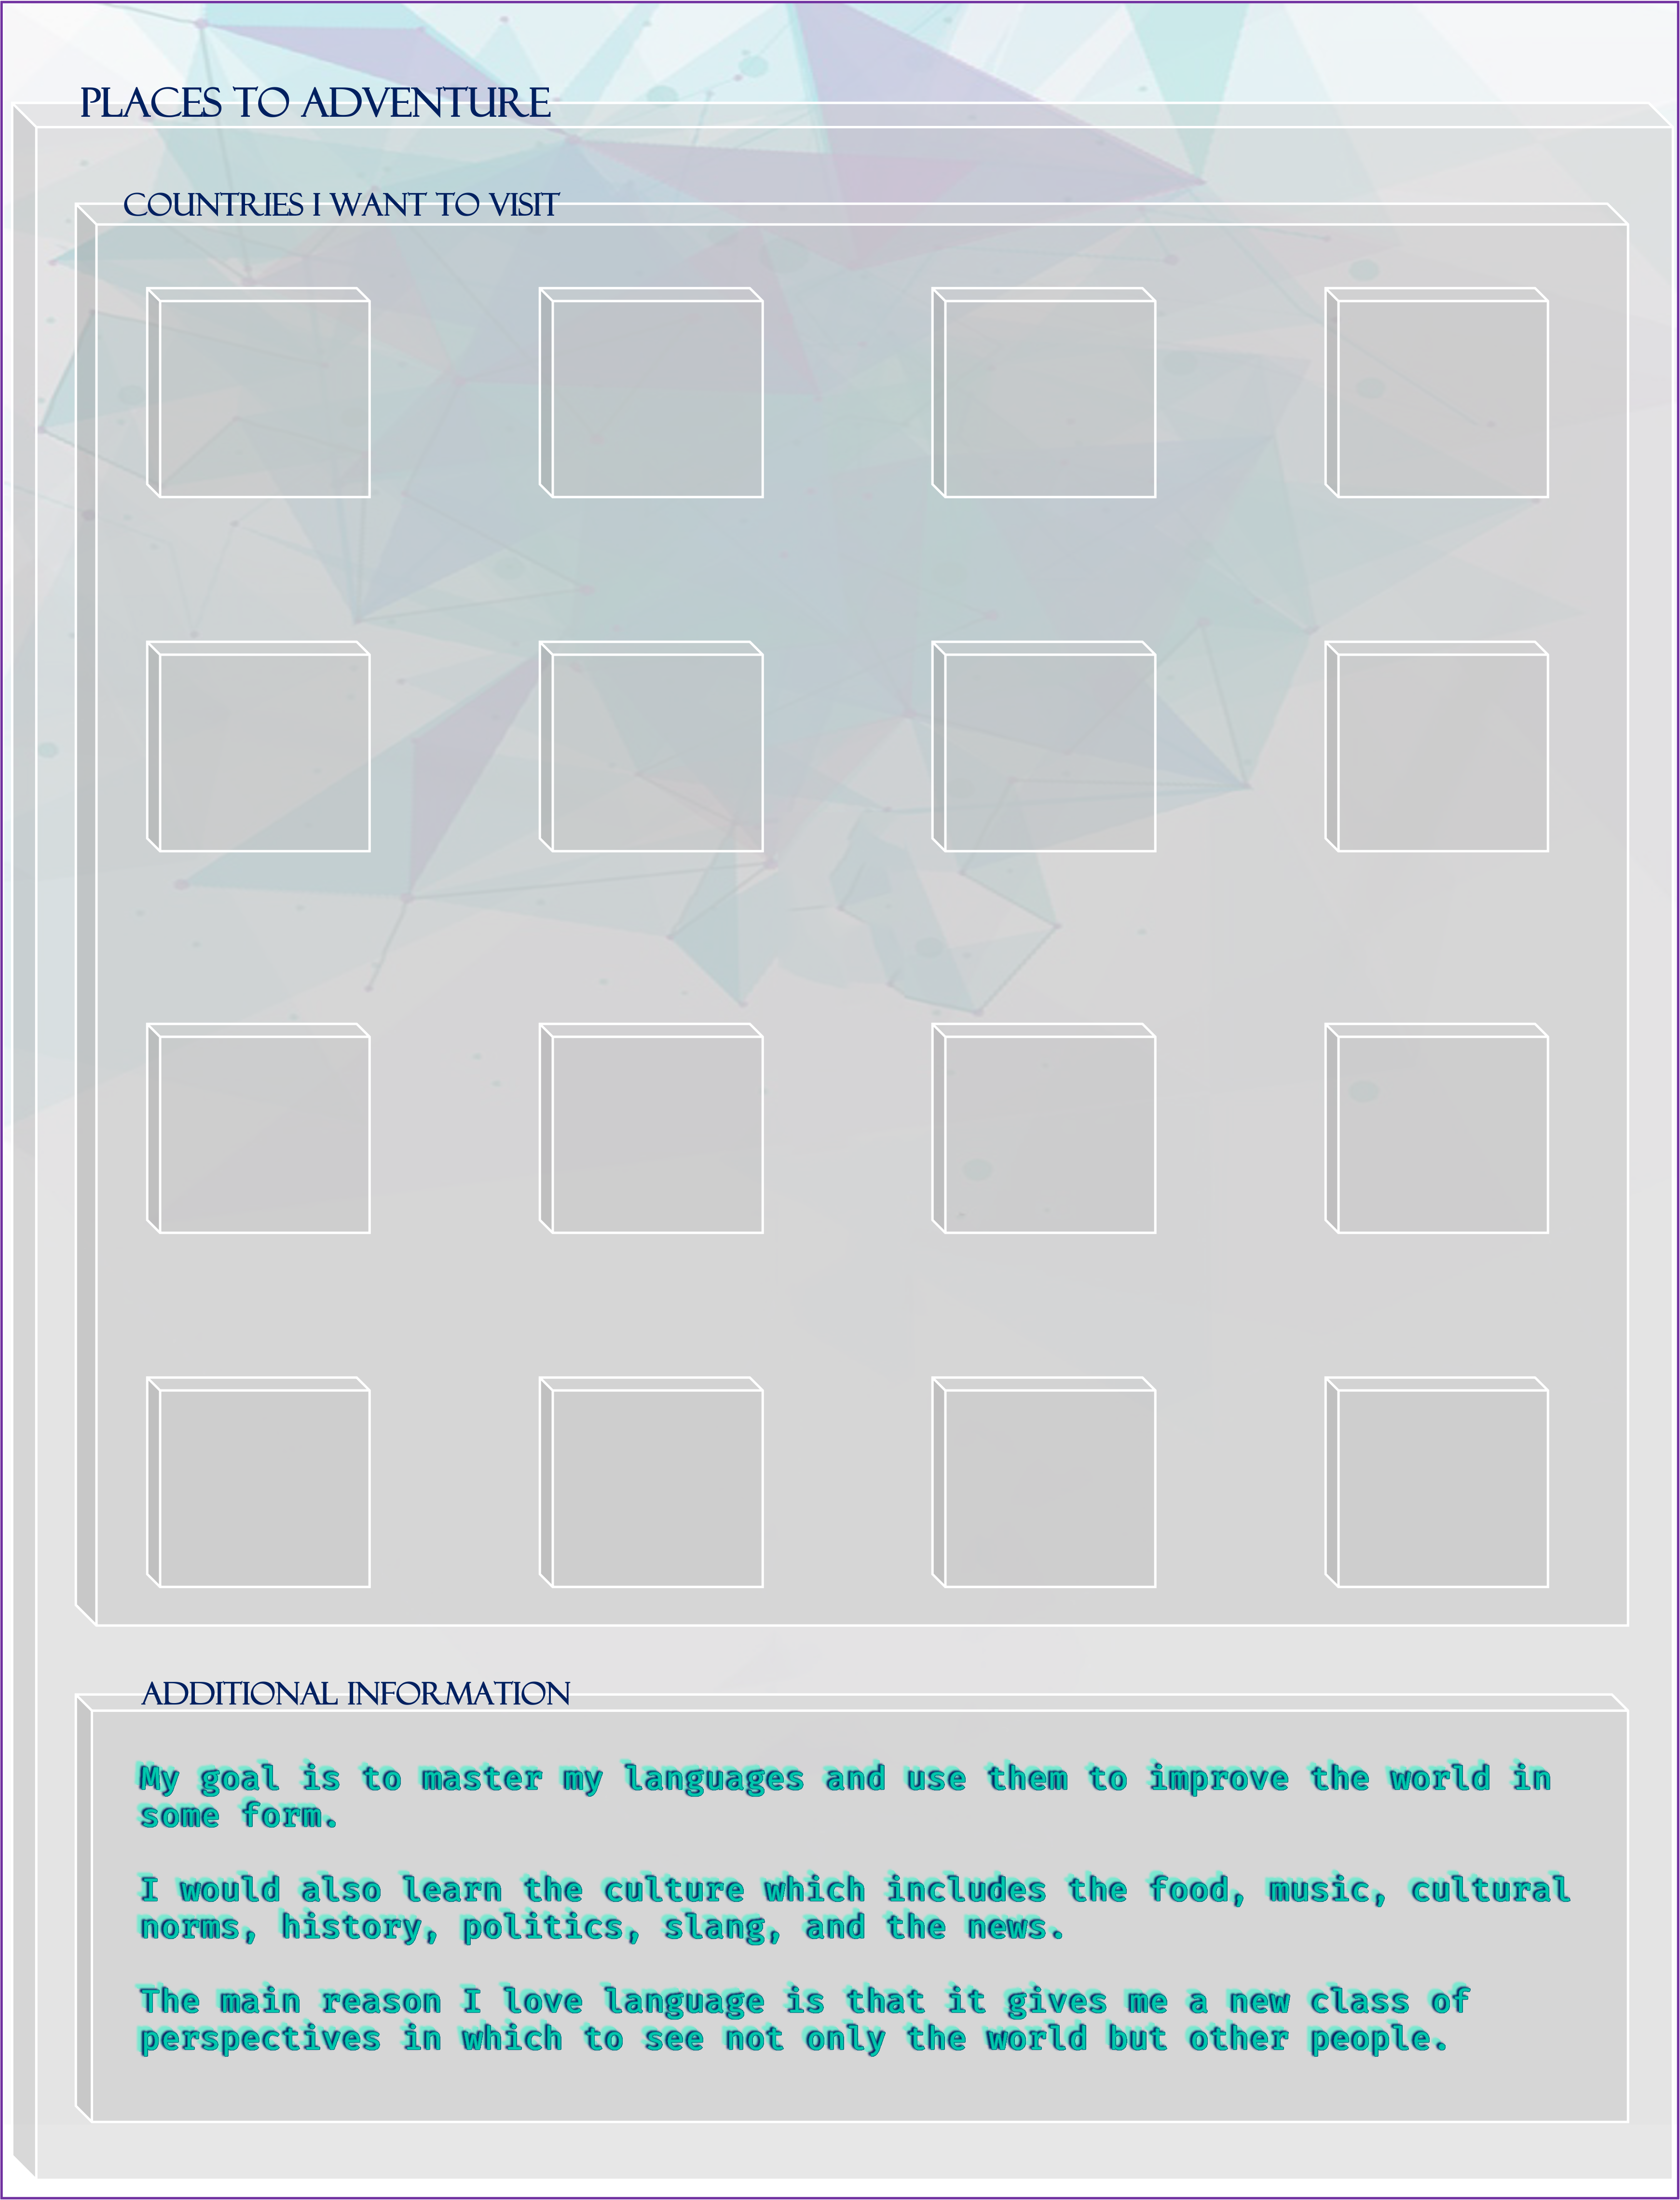 PLACES TO ADVENTURE
COUNTRIES I WANT TO VISIT
ADDITIONAL INFORMATION
My goal is to master my languages and use them to improve the world in
some form.
I would also learn the culture which includes the food, music, cultural
norms, history, politics, slang, and the news.
The main reason I love language is that it gives me a new class of
perspectives in which to see not only the world but other people.